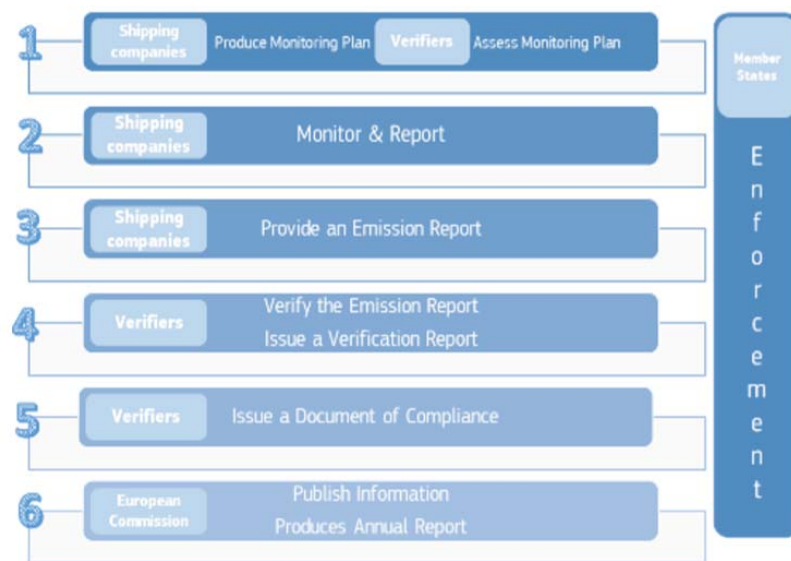 1
Shipping
companies
Produce Monitoring Plan
Verifiers
Assess Monitoring Plan
2
Shipping
companies
Monitor & Report
3
Shipping
companies
Provide an Emission Report
4
Verifiers
Verify the Emission Report
Issue a Verification Report
5
Verifiers
Issue a Document of Compliance
6
European
Commission
Publish Information
Produces Annual Report
Member
States
Enforcement